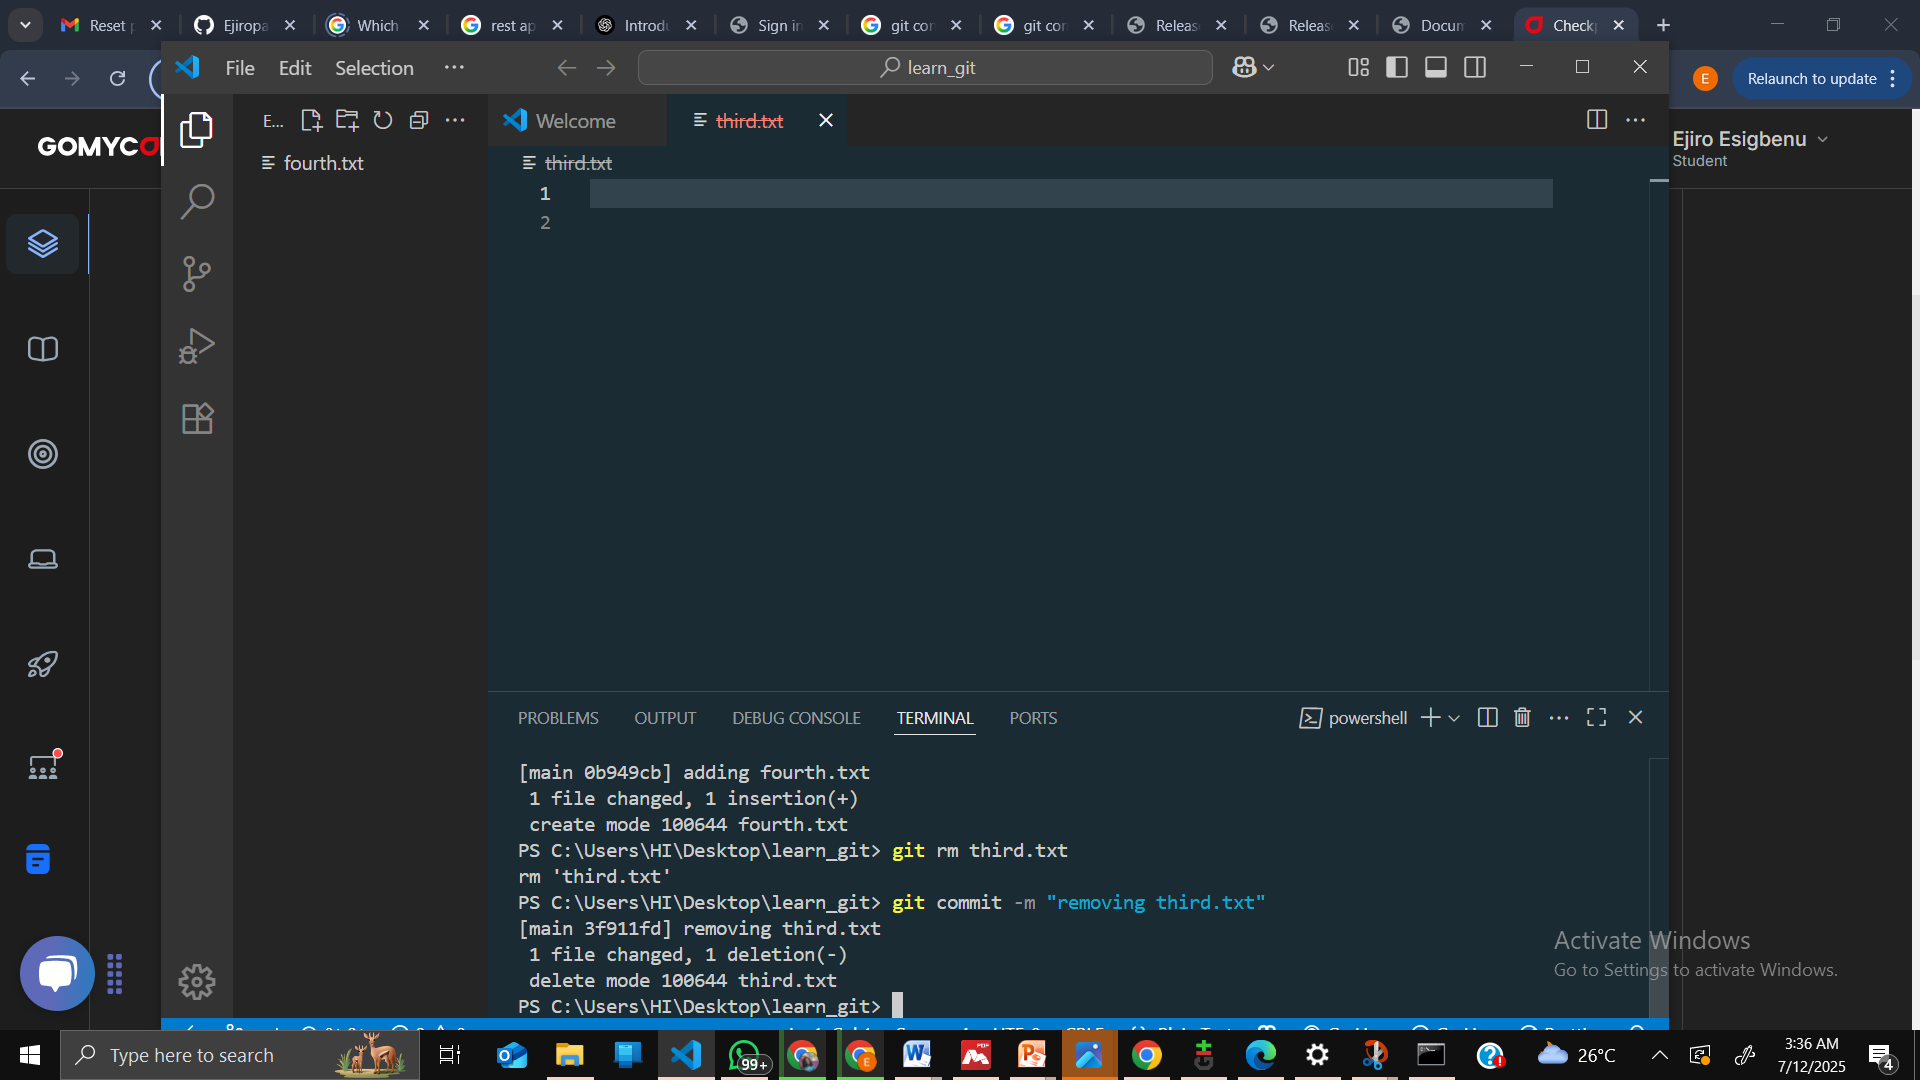 Reset p
Ejiropa
Which
rest ap
Introdu
Sign in
git con
git con
Releas
Releas
Docum
Check
File Edit Selection ...
learn_git
E
Relaunch to update
GOMYCO
Ejiro Esigbenu
Student
E...
Welcome
third.txt
fourth.txt
third.txt
1
2
PROBLEMS OUTPUT DEBUG CONSOLE TERMINAL PORTS
powershell
[main 0b949cb] adding fourth.txt
1 file changed, 1 insertion(+)
create mode 100644 fourth.txt
PS C:\Users\HI\Desktop\learn_git> git rm third.txt
rm 'third.txt'
PS C:\Users\HI\Desktop\learn_git> git commit -m "removing third.txt"
[main 3f911fd] removing third.txt
1 file changed, 1 deletion(-)
delete mode 100644 third.txt
PS C:\Users\HI\Desktop\learn_git>
Activate Windows
Go to Settings to activate Windows.
Type here to search
99+
26°C
3:36 AM
7/12/2025
4